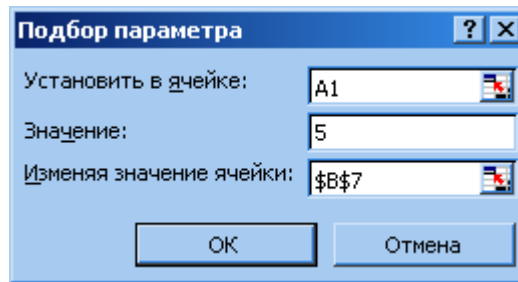 Подбор параметра
Установить в ячейке: A1
Значение: 5
Изменяя значение ячейки: $B$7
ОК Отмена